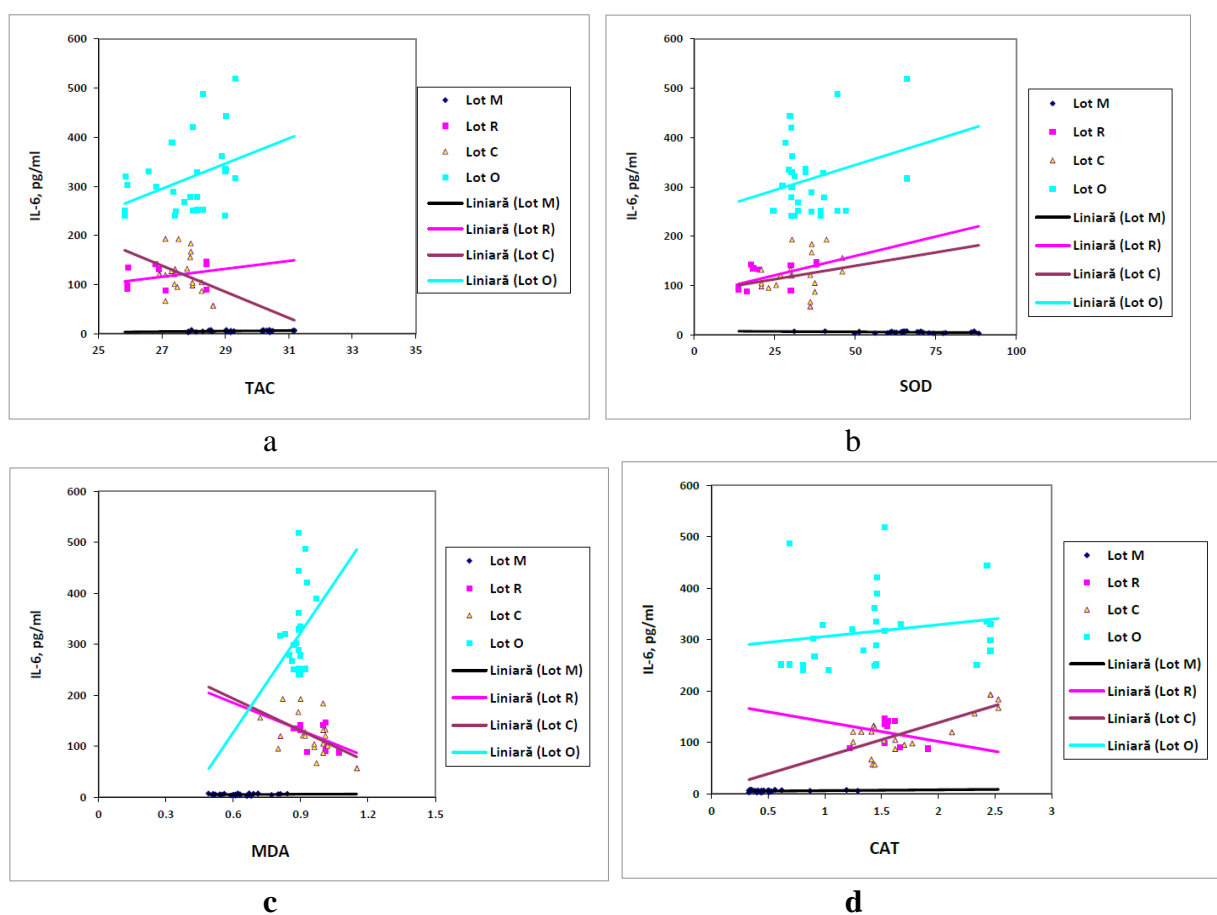 600
500
400
300
200
100
0
IL-6, pg/ml
25 27 29 31 33 35
TAC
Lot M
Lot R
Lot C
Lot O
Liniară (Lot M)
Liniară (Lot R)
Liniară (Lot C)
Liniară (Lot O)
a
600
500
400
300
200
100
0
IL-6, pg/ml
0 25 50 75 100
SOD
Lot M
Lot R
Lot C
Lot O
Liniară (Lot M)
Liniară (Lot R)
Liniară (Lot C)
Liniară (Lot O)
b
600
500
400
300
200
100
0
IL-6, pg/ml
0 0.3 0.6 0.9 1.2 1.5
MDA
Lot M
Lot R
Lot C
Lot O
Liniară (Lot M)
Liniară (Lot R)
Liniară (Lot C)
Liniară (Lot O)
c
600
500
400
300
200
100
0
IL-6, pg/ml
0 0.5 1 1.5 2 2.5 3
CAT
Lot M
Lot R
Lot C
Lot O
Liniară (Lot M)
Liniară (Lot R)
Liniară (Lot C)
Liniară (Lot O)
d